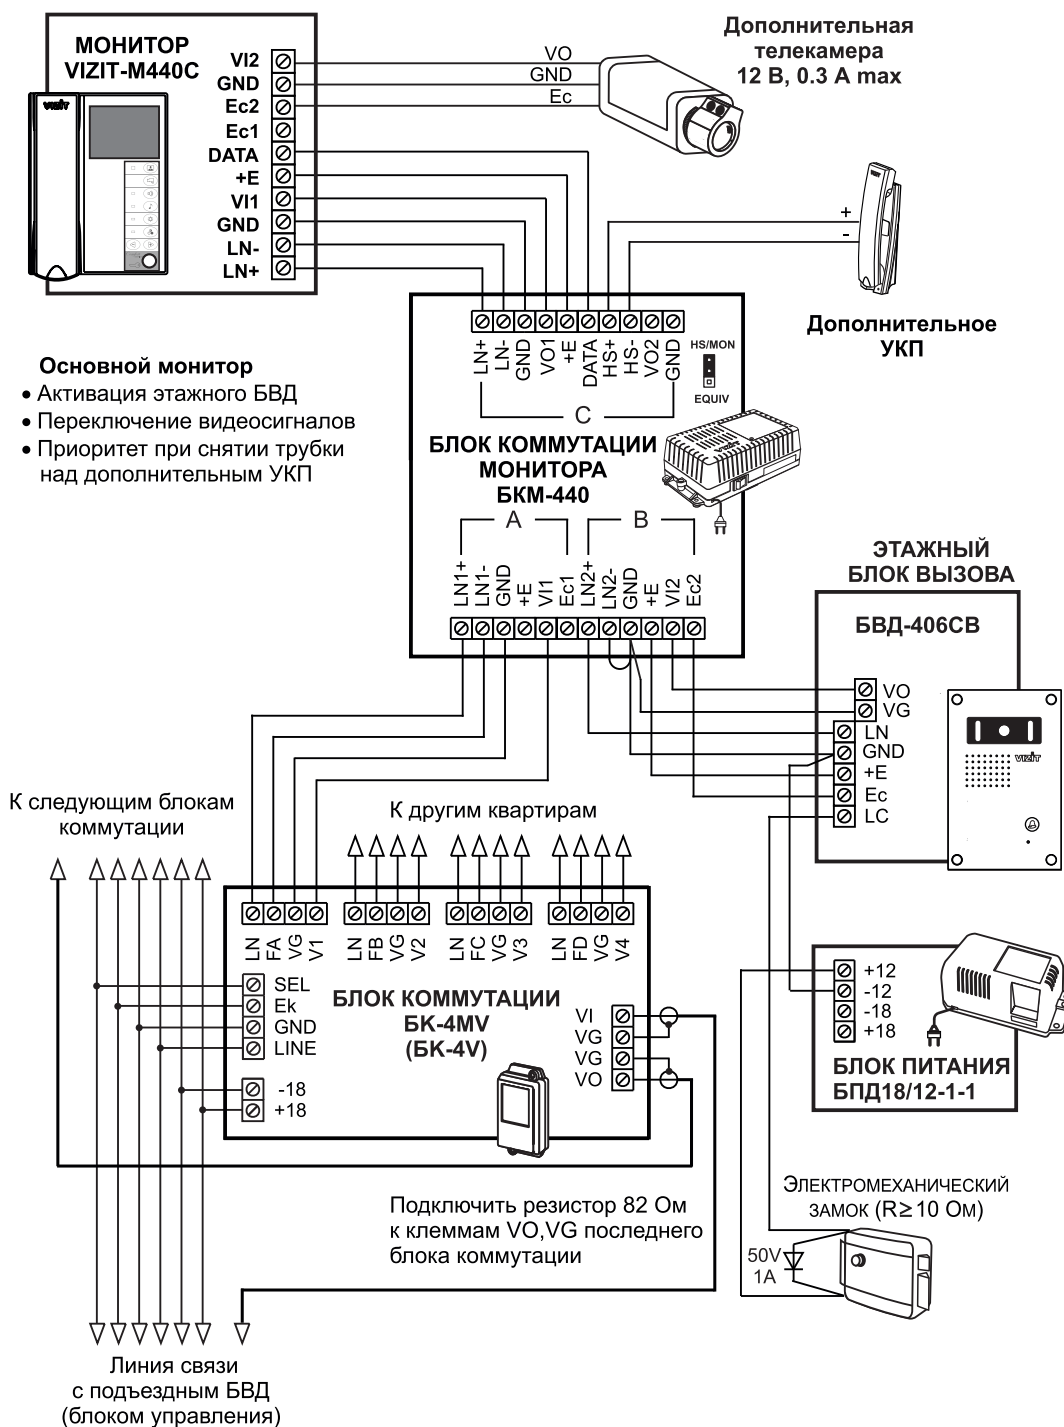 МОНИТОР
VIZIT-M440C
VIZIT
VI2
GND
Ec2
Ec1
DATA
+E
VI1
GND
LN-
LN+
VO
GND
Ec
Дополнительная
телекамера
12 В, 0.3 А max
+
-
Дополнительное
УКП
Основной монитор
• Активация этажного БВД
• Переключение видеосигналов
• Приоритет при снятии трубки
над дополнительным УКП
LN+
LN-
GND
VO1
+E
DATA
HS+
HS-
VO2
GND
HS/MON
EQUIV
C
БЛОК КОММУТАЦИИ
МОНИТОРА
БКМ-440
A
B
LN1+
LN1-
GND
+E
VI1
Ec1
LN2+
LN2-
GND
+E
VI2
Ec2
ЭТАЖНЫЙ
БЛОК ВЫЗОВА
БВД-406СВ
VO
VG
LN
GND
+E
Ec
LC
VIZIT
К следующим блокам
коммутации
К другим квартирам
LN
FA
VG
V1
LN
FB
VG
V2
LN
FC
VG
V3
LN
FD
VG
V4
SEL
Ek
GND
LINE
-18
+18
БЛОК КОММУТАЦИИ
БК-4MV
(БК-4V)
VI
VG
VG
VO
+12
-12
-18
+18
БЛОК ПИТАНИЯ
БПД18/12-1-1
Подключить резистор 82 Ом
к клеммам VO,VG последнего
блока коммутации
Электромеханический
замок (R≥10 Ом)
50V
1A
Линия связи
с подъездным БВД
(блоком управления)